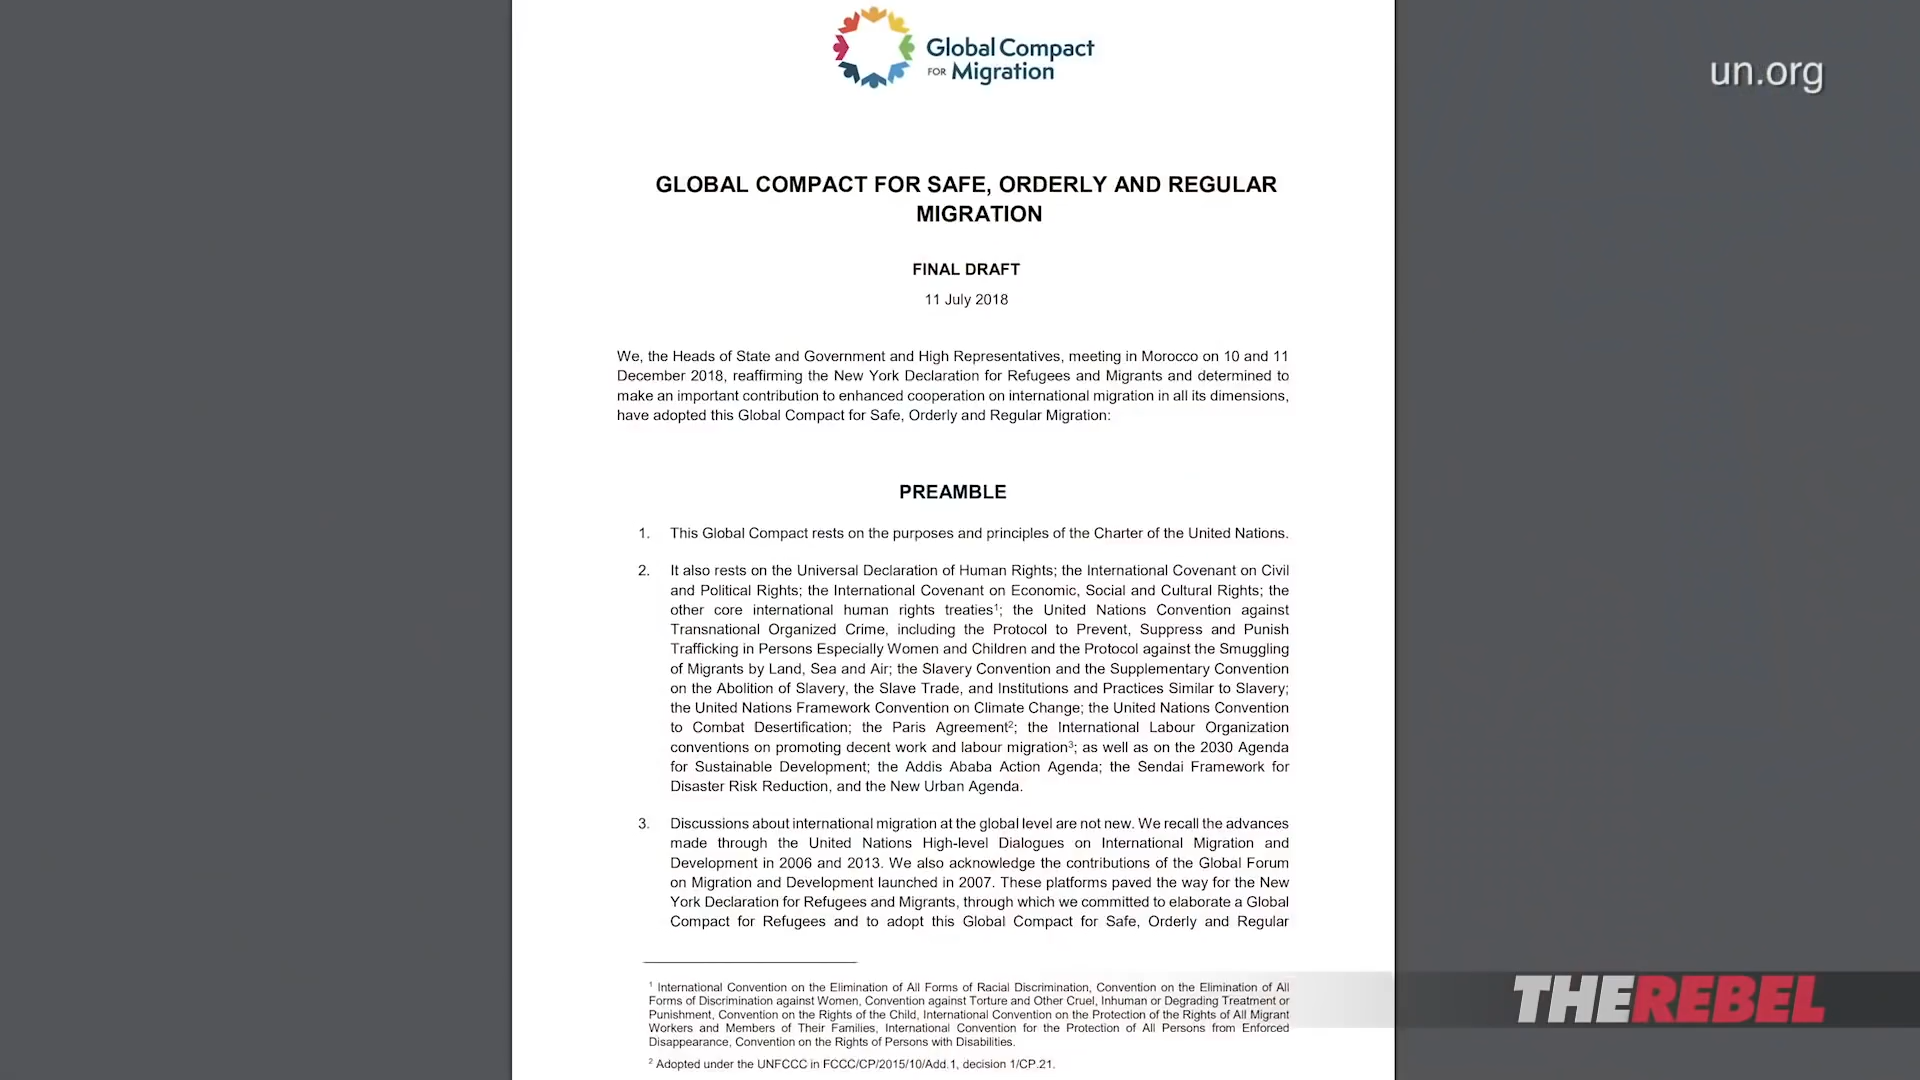 Global Compact
FOR Migration
un.org
GLOBAL COMPACT FOR SAFE, ORDERLY AND REGULAR
MIGRATION
FINAL DRAFT
11 July 2018
We, the Heads of State and Government and High Representatives, meeting in Morocco on 10 and 11
December 2018, reaffirming the New York Declaration for Refugees and Migrants and determined to
make an important contribution to enhanced cooperation on international migration in all its dimensions,
have adopted this Global Compact for Safe, Orderly and Regular Migration:
PREAMBLE
1. This Global Compact rests on the purposes and principles of the Charter of the United Nations.
2. It also rests on the Universal Declaration of Human Rights; the International Covenant on Civil
and Political Rights; the International Covenant on Economic, Social and Cultural Rights; the
other core international human rights treaties¹; the United Nations Convention against
Transnational Organized Crime, including the Protocol to Prevent, Suppress and Punish
Trafficking in Persons Especially Women and Children and the Protocol against the Smuggling
of Migrants by Land, Sea and Air; the Slavery Convention and the Supplementary Convention
on the Abolition of Slavery, the Slave Trade, and Institutions and Practices Similar to Slavery;
the United Nations Framework Convention on Climate Change; the United Nations Convention
to Combat Desertification; the Paris Agreement²; the International Labour Organization
conventions on promoting decent work and labour migration³; as well as on the 2030 Agenda
for Sustainable Development; the Addis Ababa Action Agenda; the Sendai Framework for
Disaster Risk Reduction, and the New Urban Agenda.
3. Discussions about international migration at the global level are not new. We recall the advances
made through the United Nations High-level Dialogues on International Migration and
Development in 2006 and 2013. We also acknowledge the contributions of the Global Forum
on Migration and Development launched in 2007. These platforms paved the way for the New
York Declaration for Refugees and Migrants, through which we committed to elaborate a Global
Compact for Refugees and to adopt this Global Compact for Safe, Orderly and Regular
¹ International Convention on the Elimination of All Forms of Racial Discrimination, Convention on the Elimination of All
Forms of Discrimination against Women, Convention against Torture and Other Cruel, Inhuman or Degrading Treatment or
Punishment, Convention on the Rights of the Child, International Convention on the Protection of the Rights of All Migrant
Workers and Members of Their Families, International Convention for the Protection of All Persons from Enforced
Disappearance, Convention on the Rights of Persons with Disabilities.
² Adopted under the UNFCCC in FCCC/CP/2015/10/Add.1, decision 1/CP.21.
THE REBEL